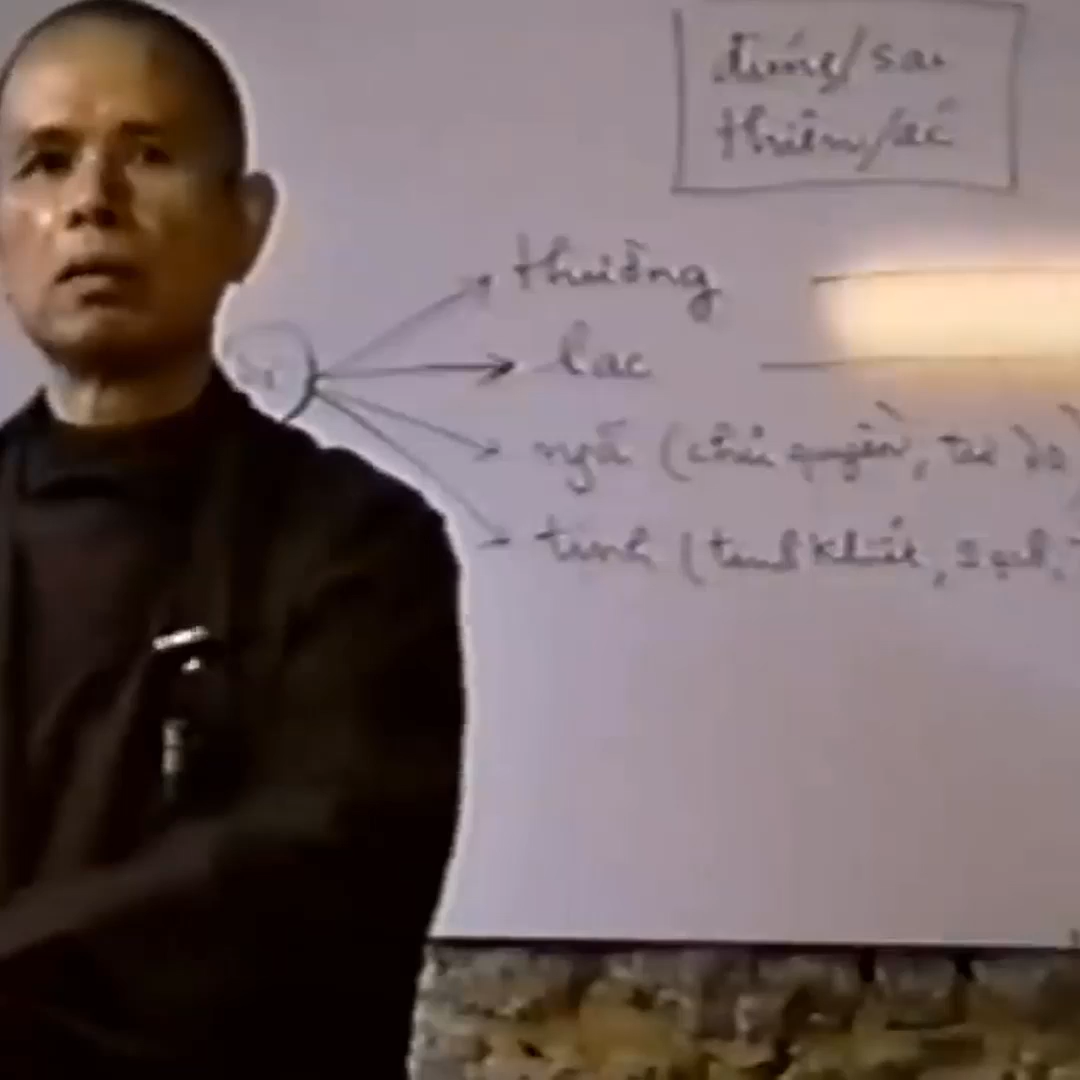 đúng/sai
thiện/ác
thường
lạc
ngã (chủ quyền, tự do)
tịnh (tinh khiết, sạch,